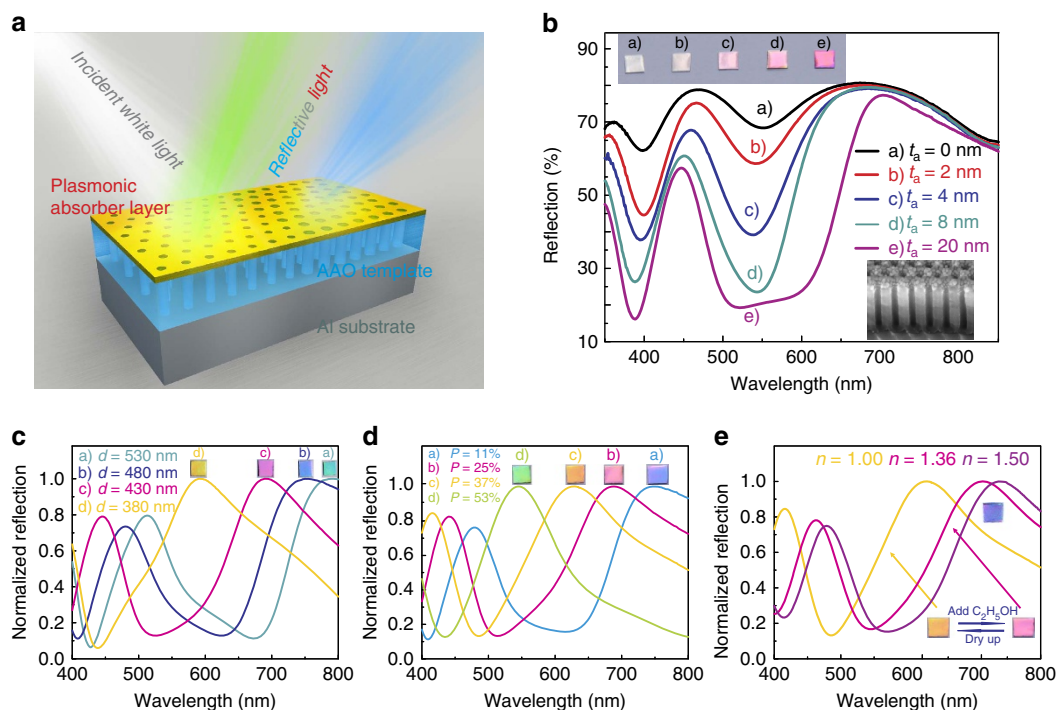 a
Incident white light
Reflective light
Plasmonic
absorber layer
AAO template
Al substrate
b
a) b) c) d) e)
90
70
50
30
10
Reflection (%)
400 500 600 700 800
Wavelength (nm)
a)
b)
c)
d)
e)
a) tₐ = 0 nm
b) tₐ = 2 nm
c) tₐ = 4 nm
d) tₐ = 8 nm
e) tₐ = 20 nm
c
a) d = 530 nm
b) d = 480 nm
c) d = 430 nm
d) d = 380 nm
d) c) b) a)
1.0
0.8
0.6
0.4
0.2
0.0
Normalized reflection
400 500 600 700 800
Wavelength (nm)
d
a) P = 11%
b) P = 25%
c) P = 37%
d) P = 53%
d) c) b) a)
1.0
0.8
0.6
0.4
0.2
0.0
Normalized reflection
400 500 600 700 800
Wavelength (nm)
e
n = 1.00 n = 1.36 n = 1.50
1.0
0.8
0.6
0.4
0.2
0.0
Normalized reflection
Add C₂H₅OH
Dry up
400 500 600 700 800
Wavelength (nm)